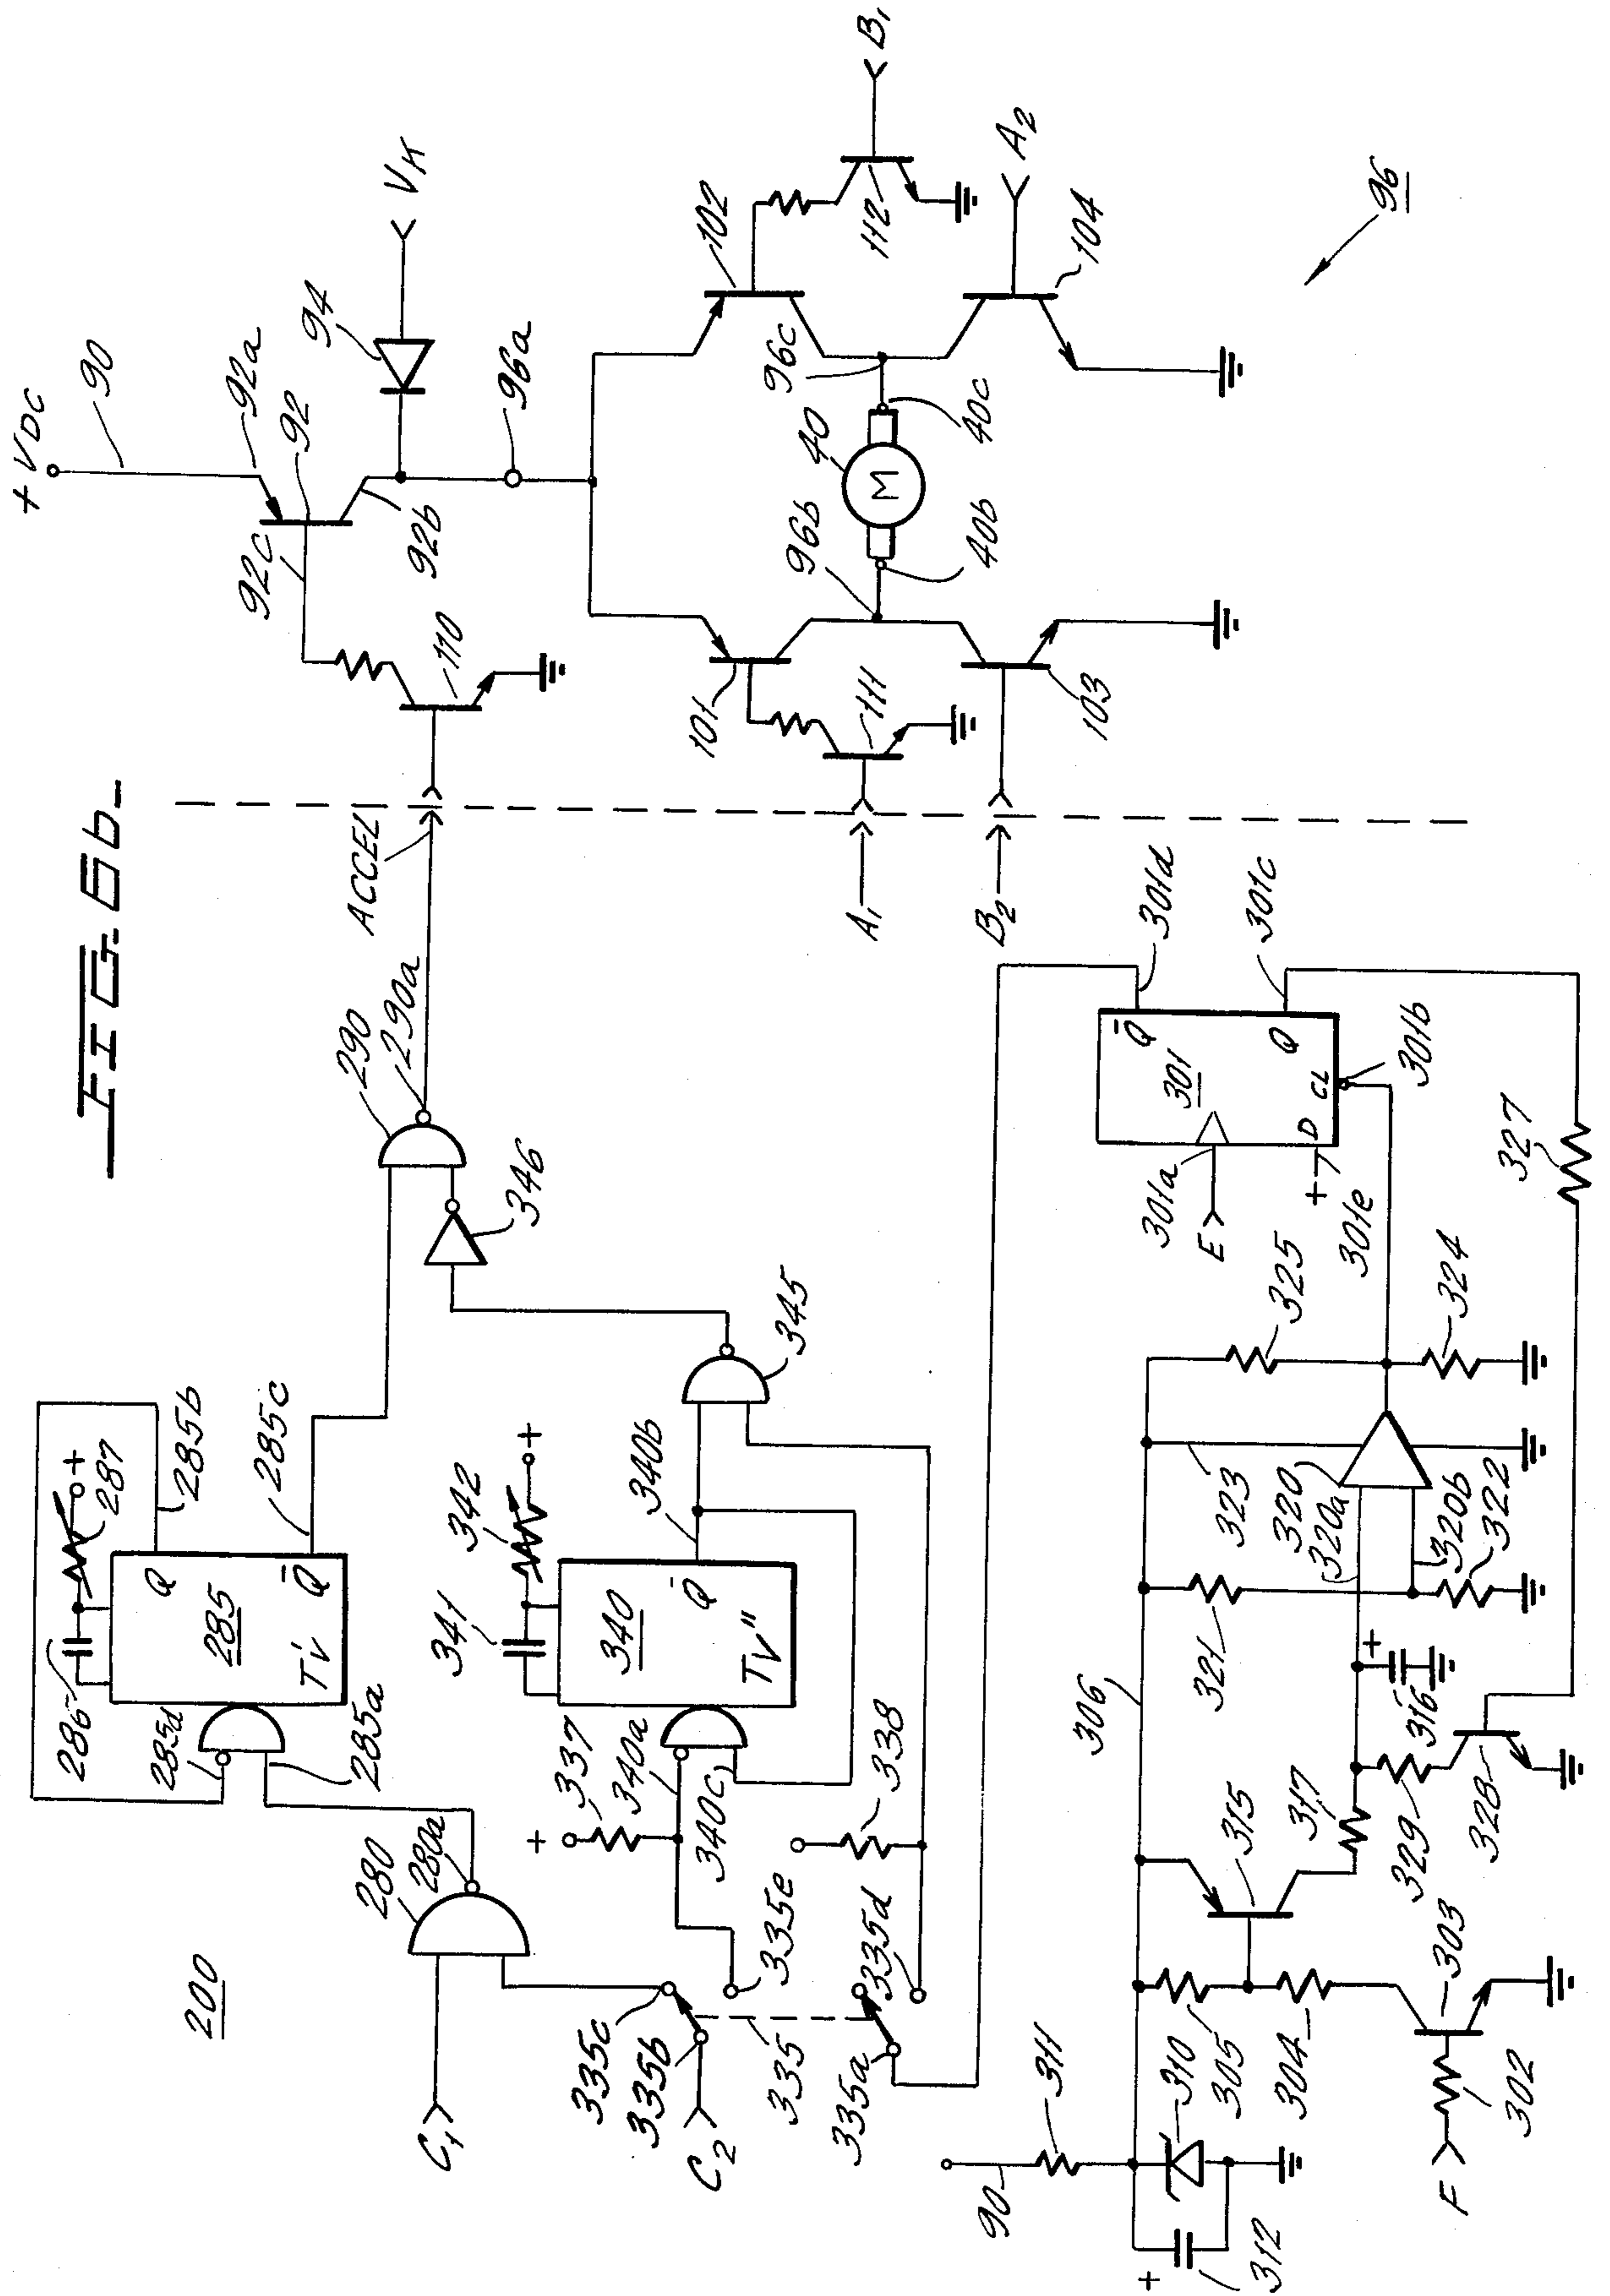 FIG. 6b
200
+ VDC
90
92a
92
92c
92b
94
VK
96a
110
ACCEL
290
290a
346
345
287
+
286
285b
285c
Q
285
Q̄
TV'
285d
285a
280
280a
C1
C2
335c
335b
335
335a
335d
335e
337
+
340a
340c
338
341
342
+
340
Q̄
TV"
340b
101
111
A1
B2
103
102
112
B1
104
A2
96b
96c
40
M
40b
40c
96
301d
301c
301b
301a
301e
301
Q̄
Q
D
CL
E
+
327
325
324
323
320
320a
320b
322
321
306
316
+
317
315
329
328
303
302
F
304
305
310
311
90
312
+